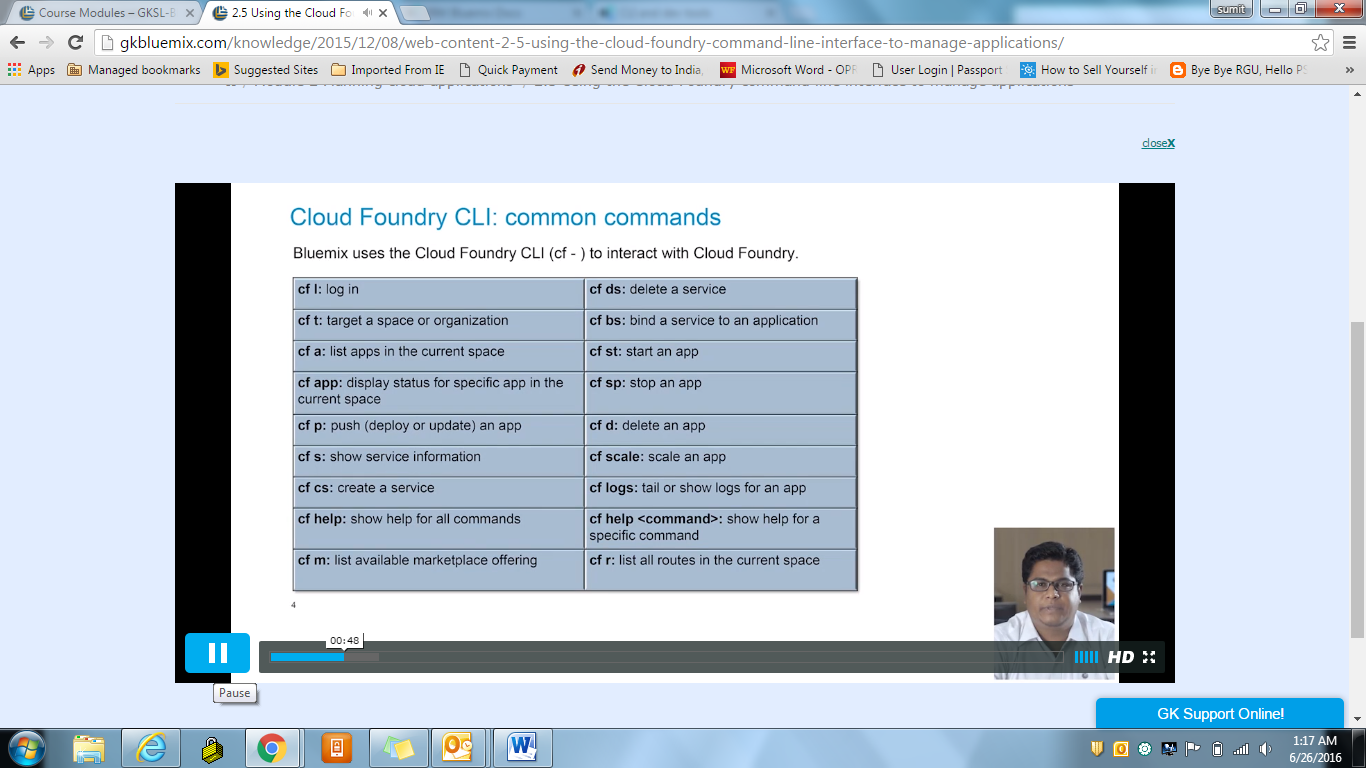 Course Modules – GKSL-B
2.5 Using the Cloud Fo
sumit
gkbluemix.com/knowledge/2015/12/08/web-content-2-5-using-the-cloud-foundry-command-line-interface-to-manage-applications/
Apps Managed bookmarks Suggested Sites Imported From IE Quick Payment Send Money to India, Microsoft Word - OPR User Login | Passport How to Sell Yourself i Bye Bye RGU, Hello PS »
closeX
Cloud Foundry CLI: common commands
Bluemix uses the Cloud Foundry CLI (cf - ) to interact with Cloud Foundry.
cf l: log in
cf ds: delete a service
cf t: target a space or organization
cf bs: bind a service to an application
cf a: list apps in the current space
cf st: start an app
cf app: display status for specific app in the
current space
cf sp: stop an app
cf p: push (deploy or update) an app
cf d: delete an app
cf s: show service information
cf scale: scale an app
cf cs: create a service
cf logs: tail or show logs for an app
cf help: show help for all commands
cf help <command>: show help for a
specific command
cf m: list available marketplace offering
cf r: list all routes in the current space
4
00:48
HD
Pause
GK Support Online!
1:17 AM
6/26/2016